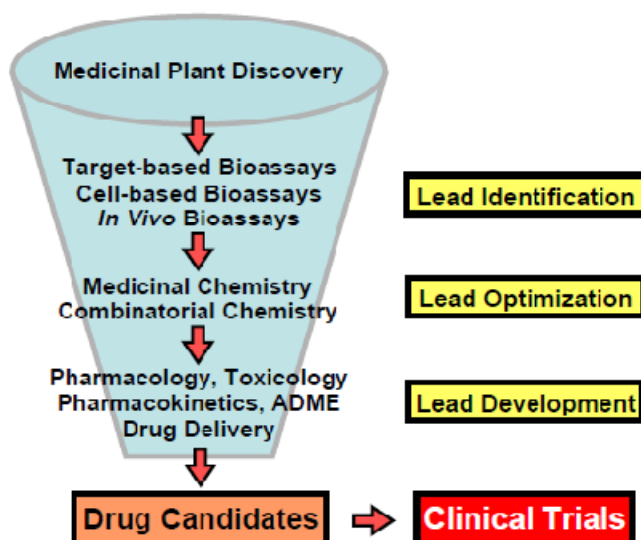 Medicinal Plant Discovery
Target-based Bioassays
Cell-based Bioassays
In Vivo Bioassays
Lead Identification
Medicinal Chemistry
Combinatorial Chemistry
Lead Optimization
Pharmacology, Toxicology
Pharmacokinetics, ADME
Drug Delivery
Lead Development
Drug Candidates
Clinical Trials